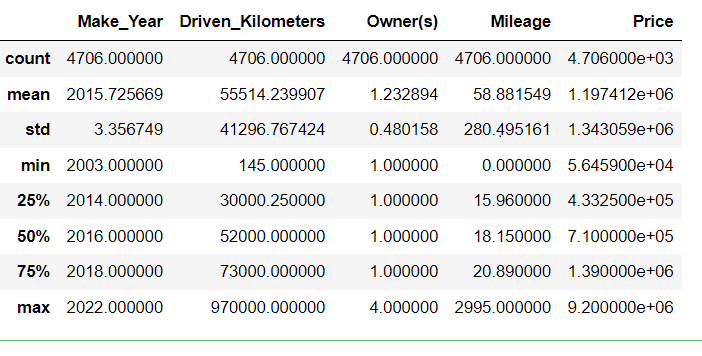 Make_Year Driven_Kilometers Owner(s) Mileage Price
count 4706.000000 4706.000000 4706.000000 4706.000000 4.706000e+03
mean 2015.725669 55514.239907 1.232894 58.881549 1.197412e+06
std 3.356749 41296.767424 0.480158 280.495161 1.343059e+06
min 2003.000000 145.000000 1.000000 0.000000 5.645900e+04
25% 2014.000000 30000.250000 1.000000 15.960000 4.332500e+05
50% 2016.000000 52000.000000 1.000000 18.150000 7.100000e+05
75% 2018.000000 73000.000000 1.000000 20.890000 1.390000e+06
max 2022.000000 970000.000000 4.000000 2995.000000 9.200000e+06